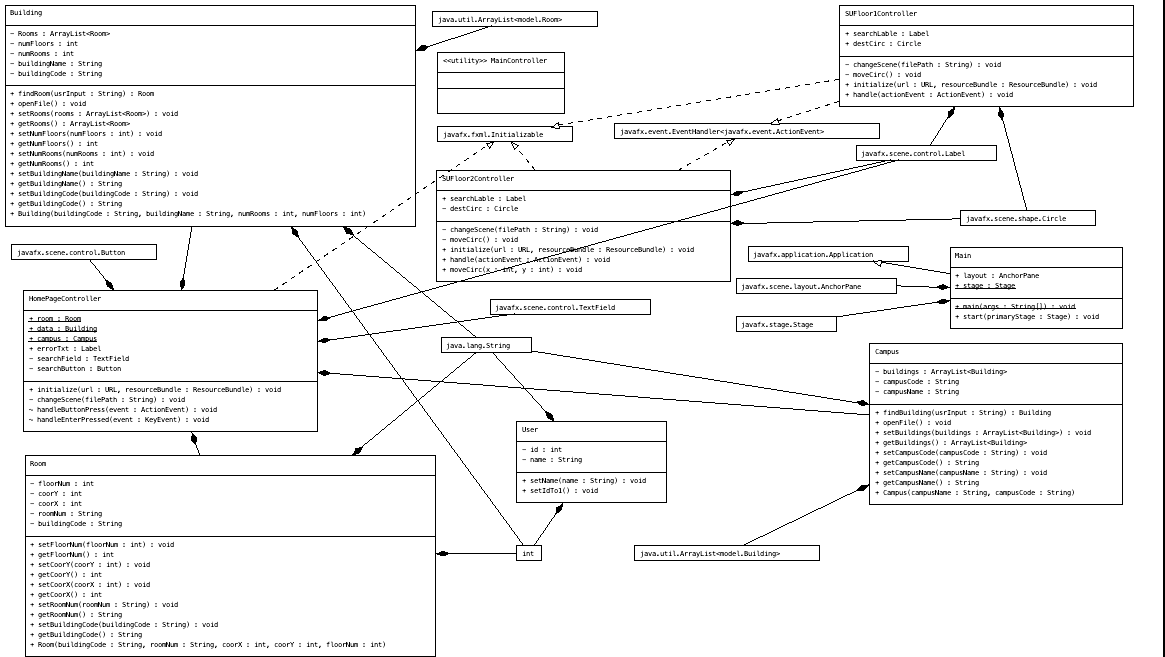 Building
− Rooms : ArrayList<Room>
− numFloors : int
− numRooms : int
− buildingName : String
− buildingCode : String
+ findRoom(usrInput : String) : Room
+ openFile() : void
+ setRooms(rooms : ArrayList<Room>) : void
+ getRooms() : ArrayList<Room>
+ setNumFloors(numFloors : int) : void
+ getNumFloors() : int
+ setNumRooms(numRooms : int) : void
+ getNumRooms() : int
+ setBuildingName(buildingName : String) : void
+ getBuildingName() : String
+ setBuildingCode(buildingCode : String) : void
+ getBuildingCode() : String
+ Building(buildingCode : String, buildingName : String, numRooms : int, numFloors : int)
java.util.ArrayList<model.Room>
<<utility>> MainController
javafx.fxml.Initializable
javafx.event.EventHandler<javafx.event.ActionEvent>
SUFloor1Controller
+ searchLable : Label
+ destCirc : Circle
− changeScene(filePath : String) : void
− moveCirc() : void
+ initialize(url : URL, resourceBundle : ResourceBundle) : void
+ handle(actionEvent : ActionEvent) : void
javafx.scene.control.Label
SUFloor2Controller
+ searchLable : Label
− destCirc : Circle
− changeScene(filePath : String) : void
− moveCirc() : void
+ initialize(url : URL, resourceBundle : ResourceBundle) : void
+ handle(actionEvent : ActionEvent) : void
+ moveCirc(x : int, y : int) : void
javafx.scene.shape.Circle
javafx.scene.control.Button
javafx.application.Application
javafx.scene.layout.AnchorPane
javafx.stage.Stage
Main
+ layout : AnchorPane
+ stage : Stage
+ main(args : String[]) : void
+ start(primaryStage : Stage) : void
HomePageController
+ room : Room
+ data : Building
+ campus : Campus
+ errorTxt : Label
− searchField : TextField
− searchButton : Button
+ initialize(url : URL, resourceBundle : ResourceBundle) : void
− changeScene(filePath : String) : void
~ handleButtonPress(event : ActionEvent) : void
~ handleEnterPressed(event : KeyEvent) : void
javafx.scene.control.TextField
java.lang.String
Campus
− buildings : ArrayList<Building>
− campusCode : String
− campusName : String
+ findBuilding(usrInput : String) : Building
+ openFile() : void
+ setBuildings(buildings : ArrayList<Building>) : void
+ getBuildings() : ArrayList<Building>
+ setCampusCode(campusCode : String) : void
+ getCampusCode() : String
+ setCampusName(campusName : String) : void
+ getCampusName() : String
+ Campus(campusName : String, campusCode : String)
User
− id : int
− name : String
+ setName(name : String) : void
+ setIdTo1() : void
Room
− floorNum : int
− coorY : int
− coorX : int
− roomNum : String
− buildingCode : String
+ setFloorNum(floorNum : int) : void
+ getFloorNum() : int
+ setCoorY(coorY : int) : void
+ getCoorY() : int
+ setCoorX(coorX : int) : void
+ getCoorX() : int
+ setRoomNum(roomNum : String) : void
+ getRoomNum() : String
+ setBuildingCode(buildingCode : String) : void
+ getBuildingCode() : String
+ Room(buildingCode : String, roomNum : String, coorX : int, coorY : int, floorNum : int)
int
java.util.ArrayList<model.Building>